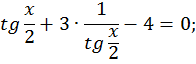 tg x/2 + 3 · 1/(tg x/2) − 4 = 0;